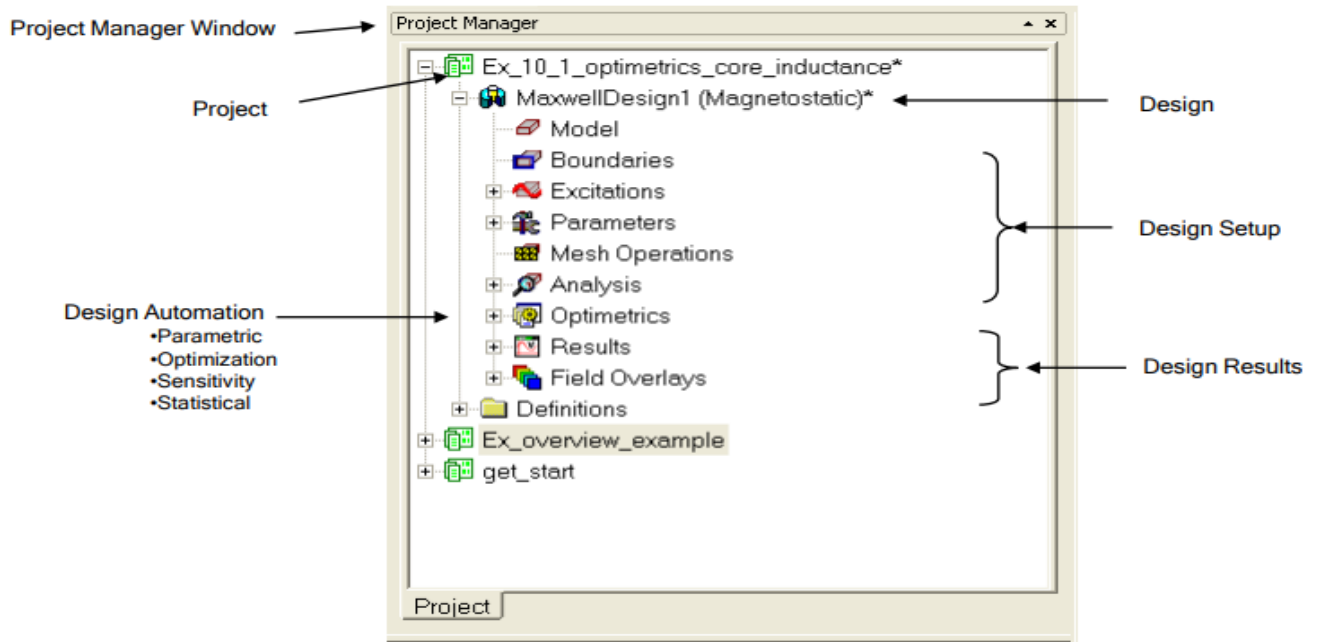 Project Manager Window
Project Manager
Project
Design Automation
•Parametric
•Optimization
•Sensitivity
•Statistical
Ex_10_1_optimetrics_core_inductance*
MaxwellDesign1 (Magnetostatic)*
Model
Boundaries
Excitations
Parameters
Mesh Operations
Analysis
Optimetrics
Results
Field Overlays
Definitions
Ex_overview_example
get_start
Project
Design
Design Setup
Design Results